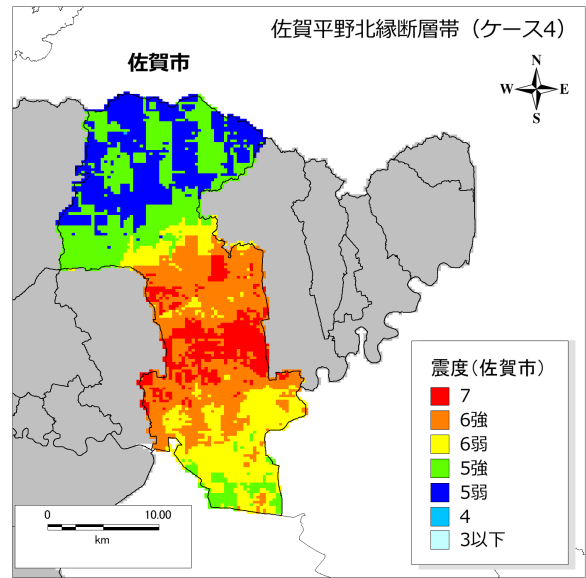 佐賀平野北縁断層帯（ケース4）
佐賀市
N
W E
S
震度(佐賀市)
7
6強
6弱
5強
5弱
4
3以下
0 10.00
km